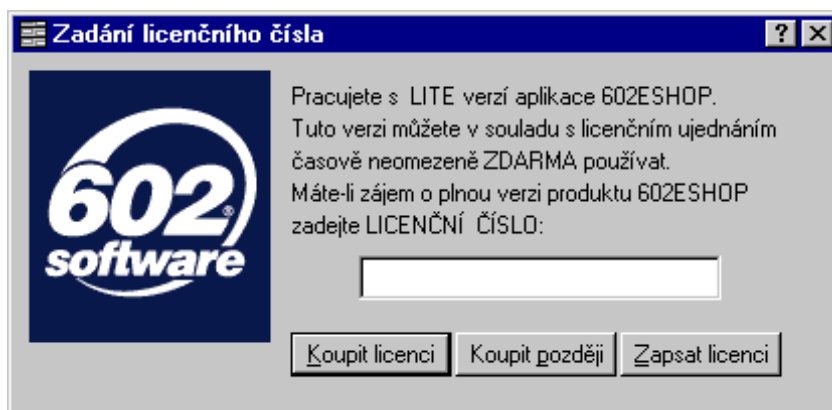 Zadání licenčního čísla
Pracujete s LITE verzí aplikace 602ESHOP.
Tuto verzi můžete v souladu s licenčním ujednáním
časově neomezeně ZDARMA používat.
Máte-li zájem o plnou verzi produktu 602ESHOP
zadejte LICENČNÍ ČÍSLO:
602®
software
Koupit licenci Koupit později Zapsat licenci